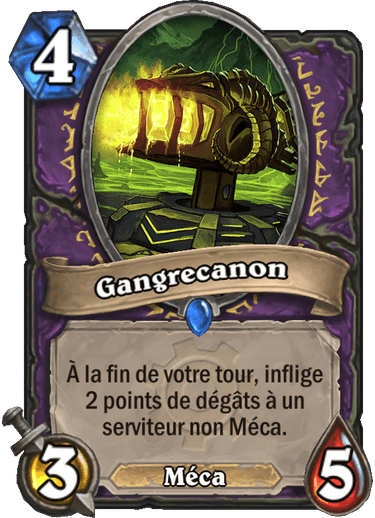 4
Gangrecanon
À la fin de votre tour, inflige
2 points de dégâts à un
serviteur non Méca.
3
Méca
5